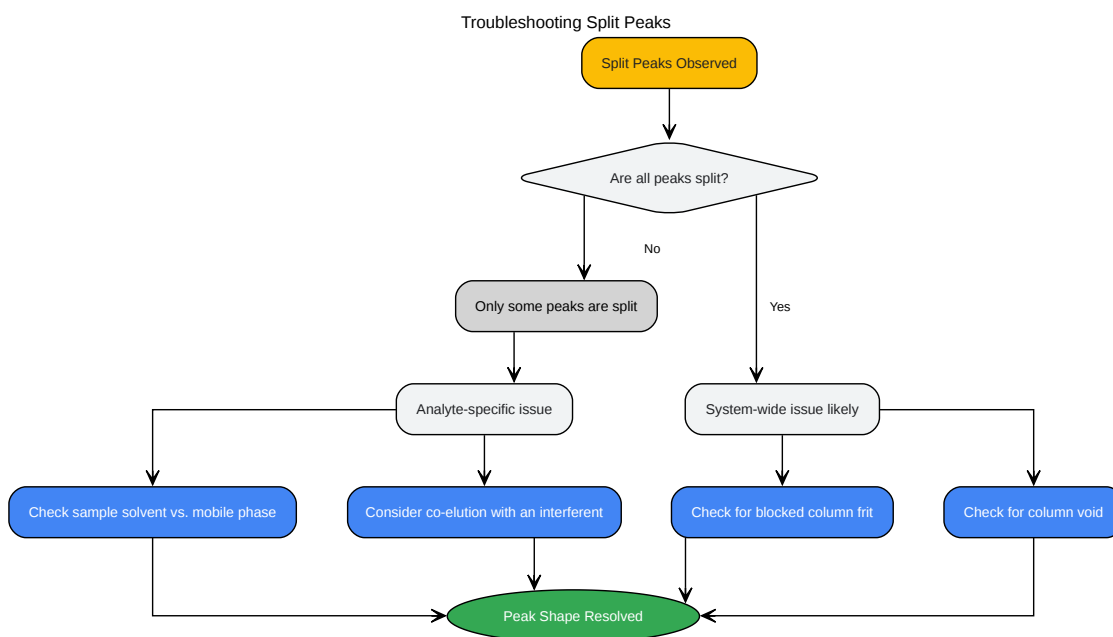 Troubleshooting Split Peaks
Split Peaks Observed
Are all peaks split?
No
Only some peaks are split
Yes
Analyte-specific issue
System-wide issue likely
Check sample solvent vs. mobile phase
Consider co-elution with an interferent
Check for blocked column frit
Check for column void
Peak Shape Resolved